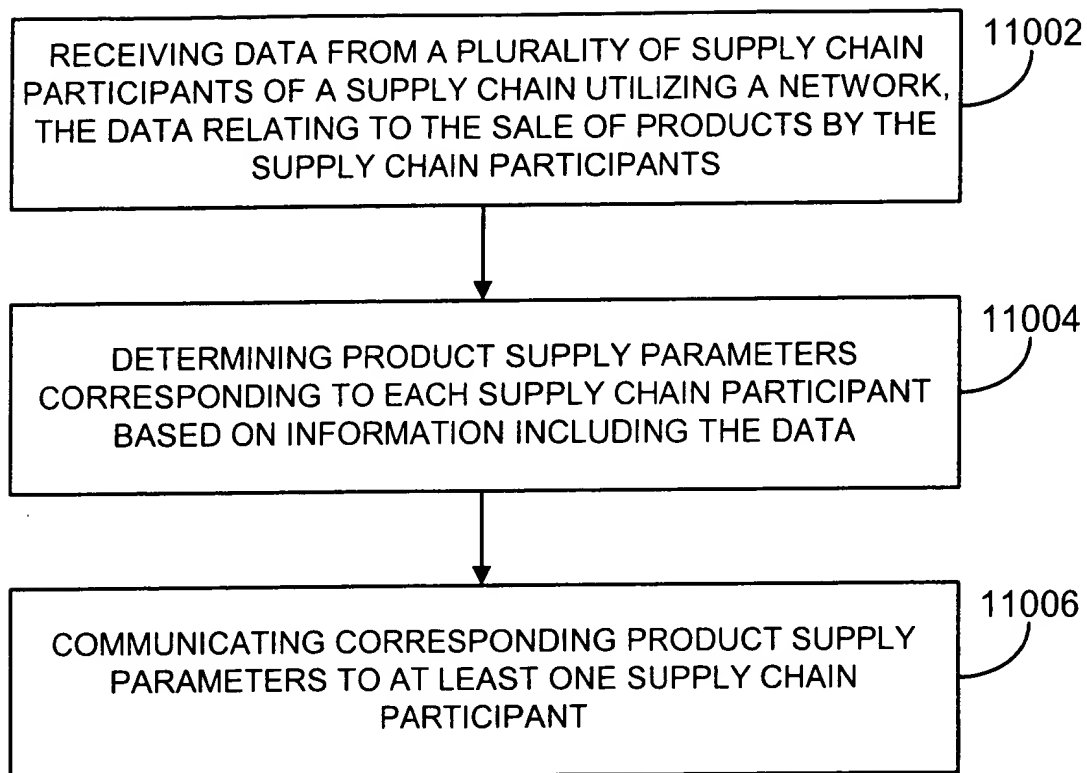 RECEIVING DATA FROM A PLURALITY OF SUPPLY CHAIN
PARTICIPANTS OF A SUPPLY CHAIN UTILIZING A NETWORK,
THE DATA RELATING TO THE SALE OF PRODUCTS BY THE
SUPPLY CHAIN PARTICIPANTS
11002
DETERMINING PRODUCT SUPPLY PARAMETERS
CORRESPONDING TO EACH SUPPLY CHAIN PARTICIPANT
BASED ON INFORMATION INCLUDING THE DATA
11004
COMMUNICATING CORRESPONDING PRODUCT SUPPLY
PARAMETERS TO AT LEAST ONE SUPPLY CHAIN
PARTICIPANT
11006